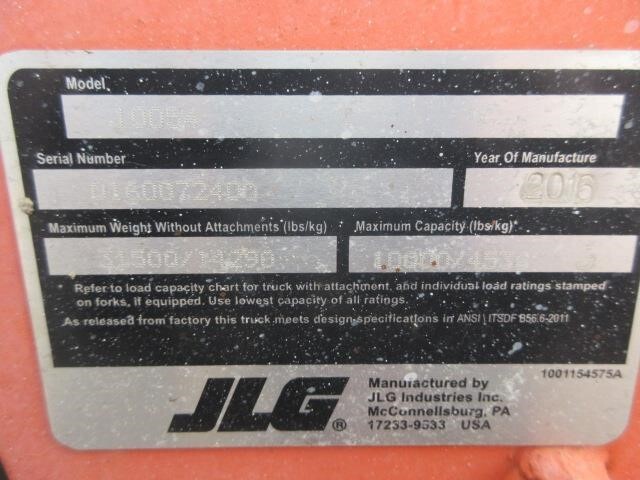 Model
10054
Serial Number
Year Of Manufacture
2016
Maximum Weight Without Attachments (lbs/kg)
Maximum Capacity (lbs/kg)
31500/14290
Refer to load capacity chart for truck with attachment, and individual load ratings stamped
on forks, if equipped. Use lowest capacity of all ratings.
As released from factory this truck meets design specifications in ANSI \ ITSDF B56.6-2011
1001154575A
JLG®
Manufactured by
JLG Industries Inc.
McConnellsburg, PA
17233-9533 USA